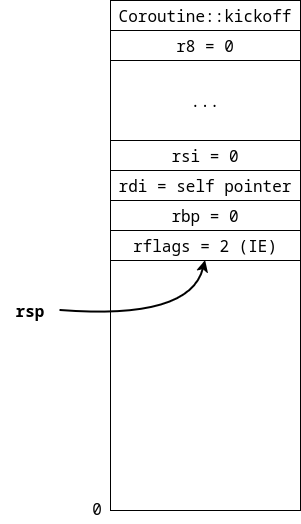 Coroutine::kickoff
r8 = 0
...
rsi = 0
rdi = self pointer
rbp = 0
rflags = 2 (IE)
rsp
0